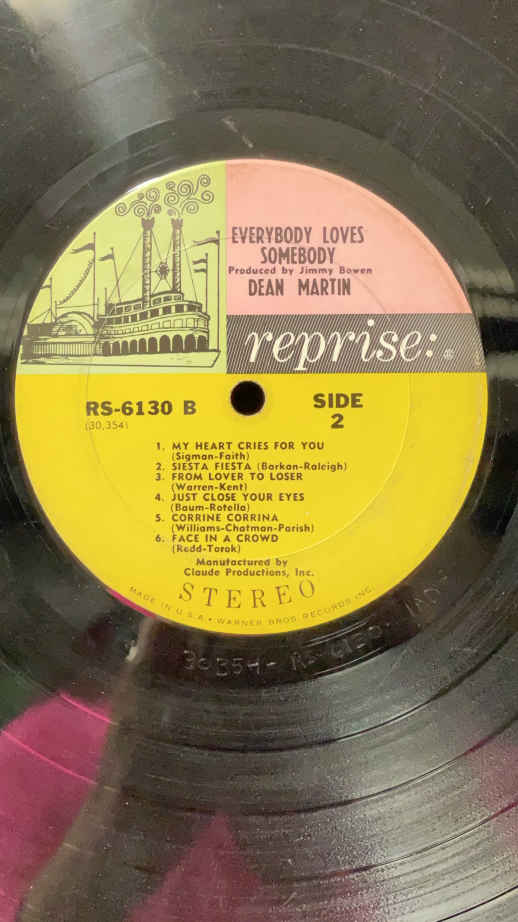 EVERYBODY LOVES
SOMEBODY
Produced by Jimmy Bowen
DEAN MARTIN
reprise: ®
RS-6130 B
(30,354)
SIDE
2
1. MY HEART CRIES FOR YOU
(Sigman-Faith)
2. SIESTA FIESTA (Barkan-Raleigh)
3. FROM LOVER TO LOSER
(Warren-Kent)
4. JUST CLOSE YOUR EYES
(Baum-Rotella)
5. CORRINE CORRINA
(Williams-Chatman-Parish)
6. FACE IN A CROWD
(Redd-Torok)
Manufactured by
Claude Productions, Inc.
STEREO
MADE IN U.S.A. • WARNER BROS. RECORDS INC.
30354 - RS 6130